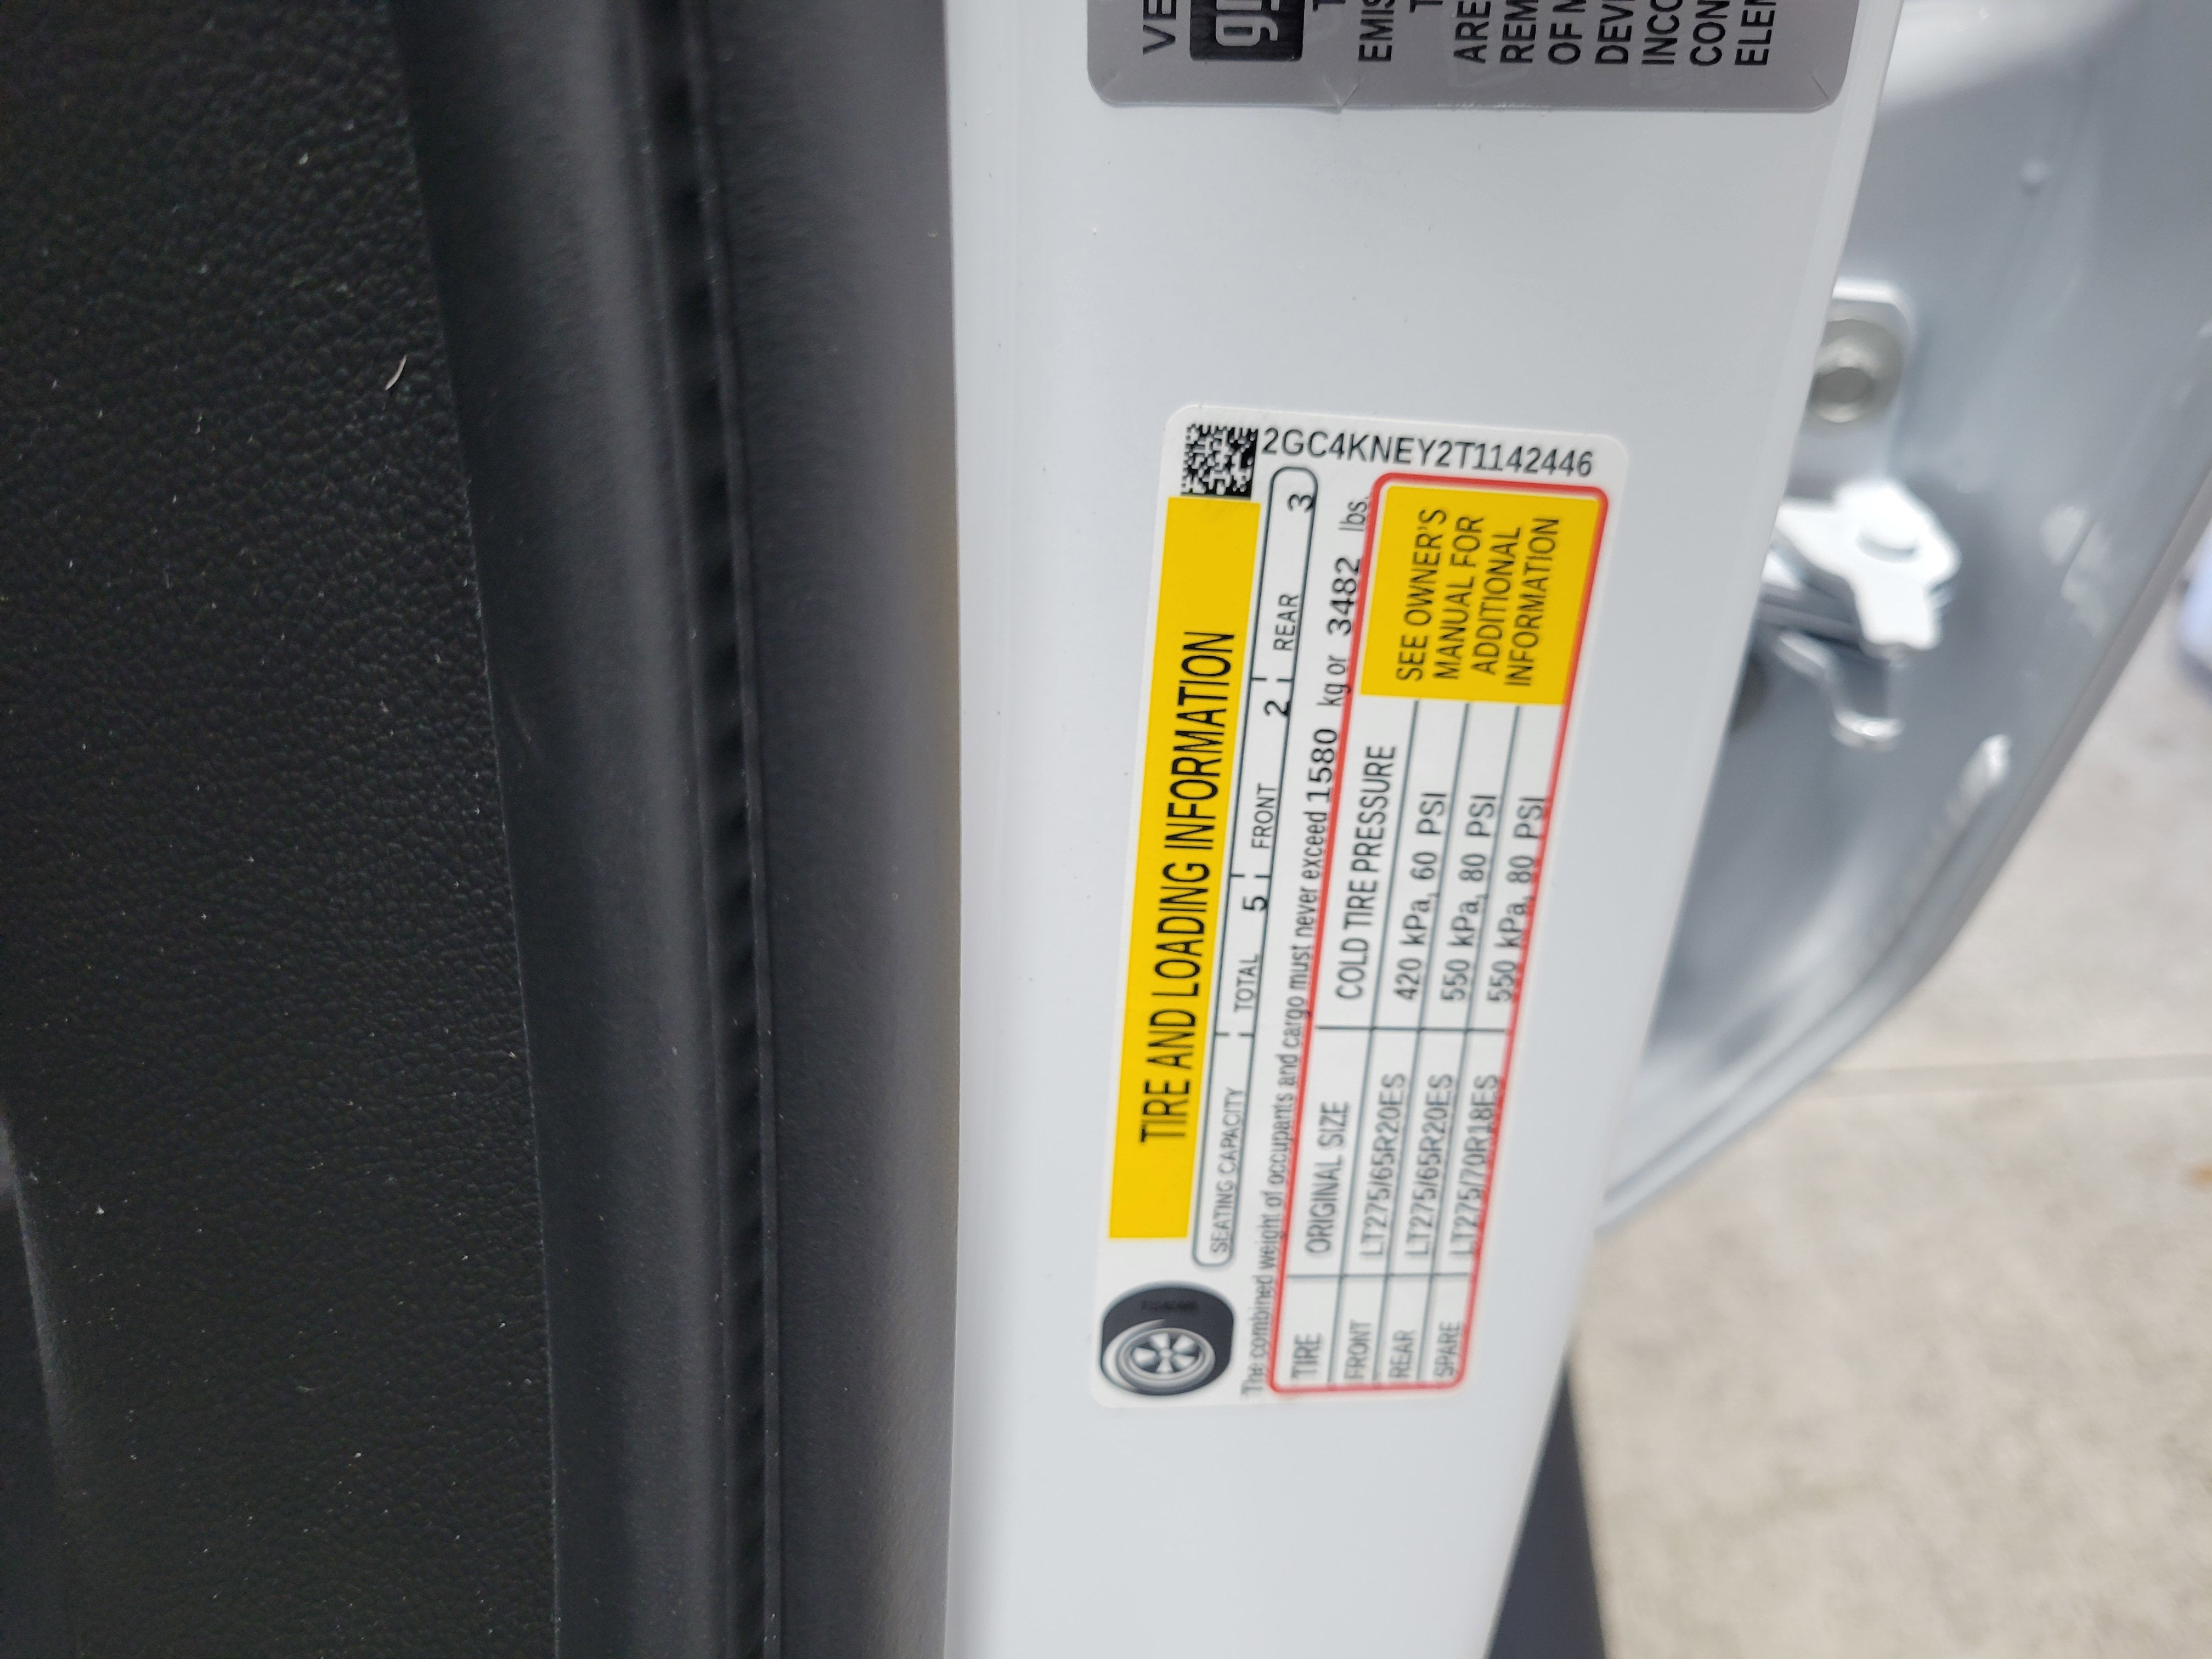 VE
gm
T
EMIS
T
ARE
REM
OF M
DEVI
INCO
CON
ELEM
2GC4KNEY2T1142446
TIRE AND LOADING INFORMATION
SEATING CAPACITY TOTAL 5 FRONT 2 REAR 3
The combined weight of occupants and cargo must never exceed 1580 kg or 3482 lbs.
TIRE ORIGINAL SIZE COLD TIRE PRESSURE
FRONT LT275/65R20ES 420 kPa, 60 PSI
REAR LT275/65R20ES 550 kPa, 80 PSI
SPARE LT275/70R18ES 550 kPa, 80 PSI
SEE OWNER'S
MANUAL FOR
ADDITIONAL
INFORMATION